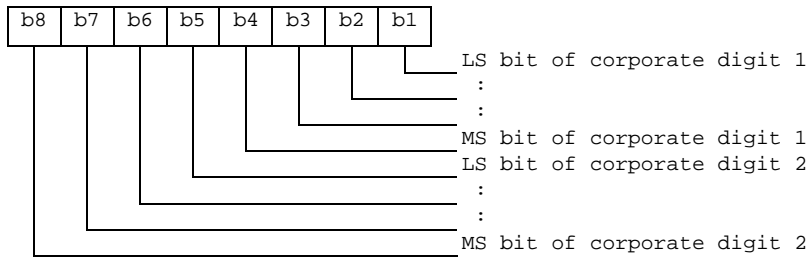 b8 b7 b6 b5 b4 b3 b2 b1
LS bit of corporate digit 1
:
:
MS bit of corporate digit 1
LS bit of corporate digit 2
:
:
MS bit of corporate digit 2